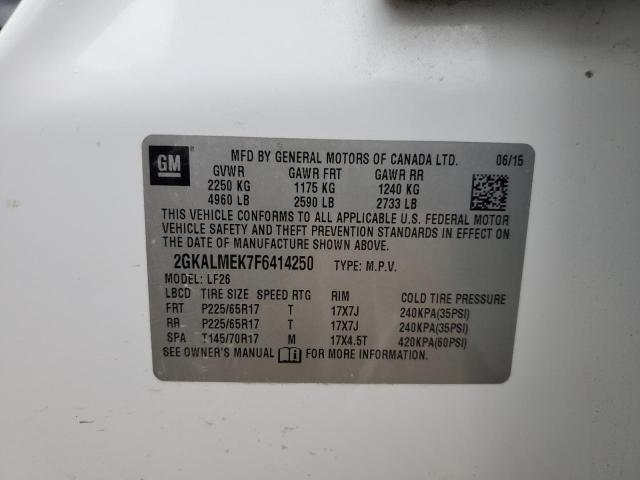 GM MFD BY GENERAL MOTORS OF CANADA LTD. 06/15
GVWR GAWR FRT GAWR RR
2250 KG 1175 KG 1240 KG
4960 LB 2590 LB 2733 LB
THIS VEHICLE CONFORMS TO ALL APPLICABLE U.S. FEDERAL MOTOR
VEHICLE SAFETY AND THEFT PREVENTION STANDARDS IN EFFECT ON
THE DATE OF MANUFACTURE SHOWN ABOVE.
2GKALMEK7F6414250 TYPE: M.P.V.
MODEL: LF26
LBCD TIRE SIZE SPEED RTG RIM COLD TIRE PRESSURE
FRT P225/65R17 T 17X7J 240KPA(35PSI)
RR P225/65R17 T 17X7J 240KPA(35PSI)
SPA T145/70R17 M 17X4.5T 420KPA(60PSI)
SEE OWNER'S MANUAL FOR MORE INFORMATION.